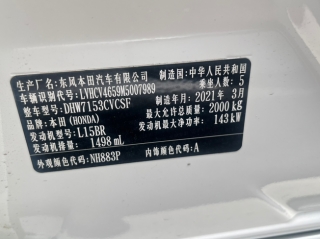 生产厂名:东风本田汽车有限公司 国籍:中华人民共和国
车辆识别代号:LVHCV4659M5007989 乘坐人数: 5
整车型号:DHW7153CVCSF 制造年月:2021年 3月
品牌:本田 (HONDA) 最大允许总质量:2000 kg
发动机型号:L15BR 发动机最大净功率: 143 kW
发动机排量: 1498 mL
外观颜色代码:NH883P 内饰颜色代码:A